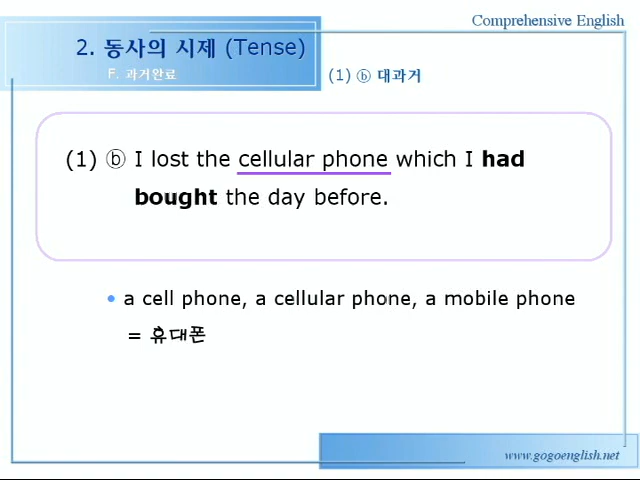 Comprehensive English
2. 동사의 시제 (Tense)
F. 과거완료
(1) ⓑ 대과거
(1) ⓑ I lost the cellular phone which I had
bought the day before.
• a cell phone, a cellular phone, a mobile phone
= 휴대폰
www.gogoenglish.net